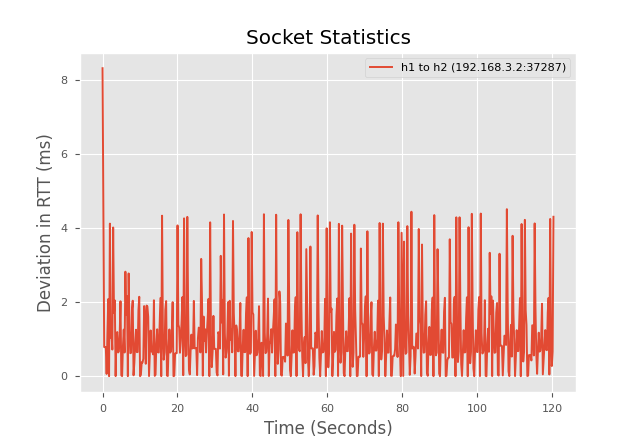 Socket Statistics
h1 to h2 (192.168.3.2:37287)
Deviation in RTT (ms)
8
6
4
2
0
0 20 40 60 80 100 120
Time (Seconds)